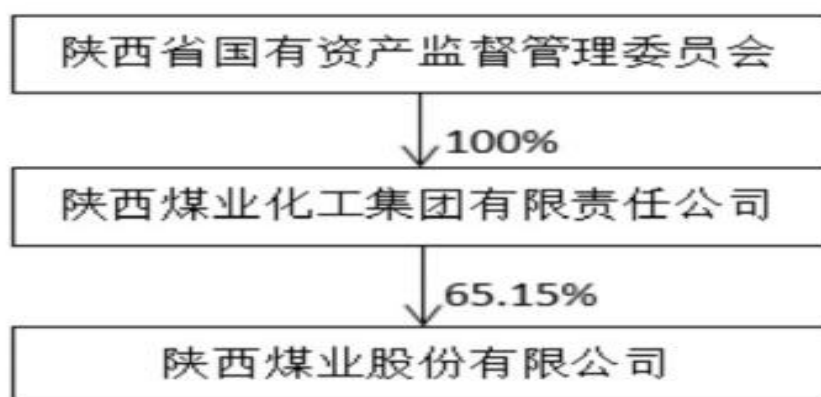 陕西省国有资产监督管理委员会
100%
陕西煤业化工集团有限责任公司
65.15%
陕西煤业股份有限公司